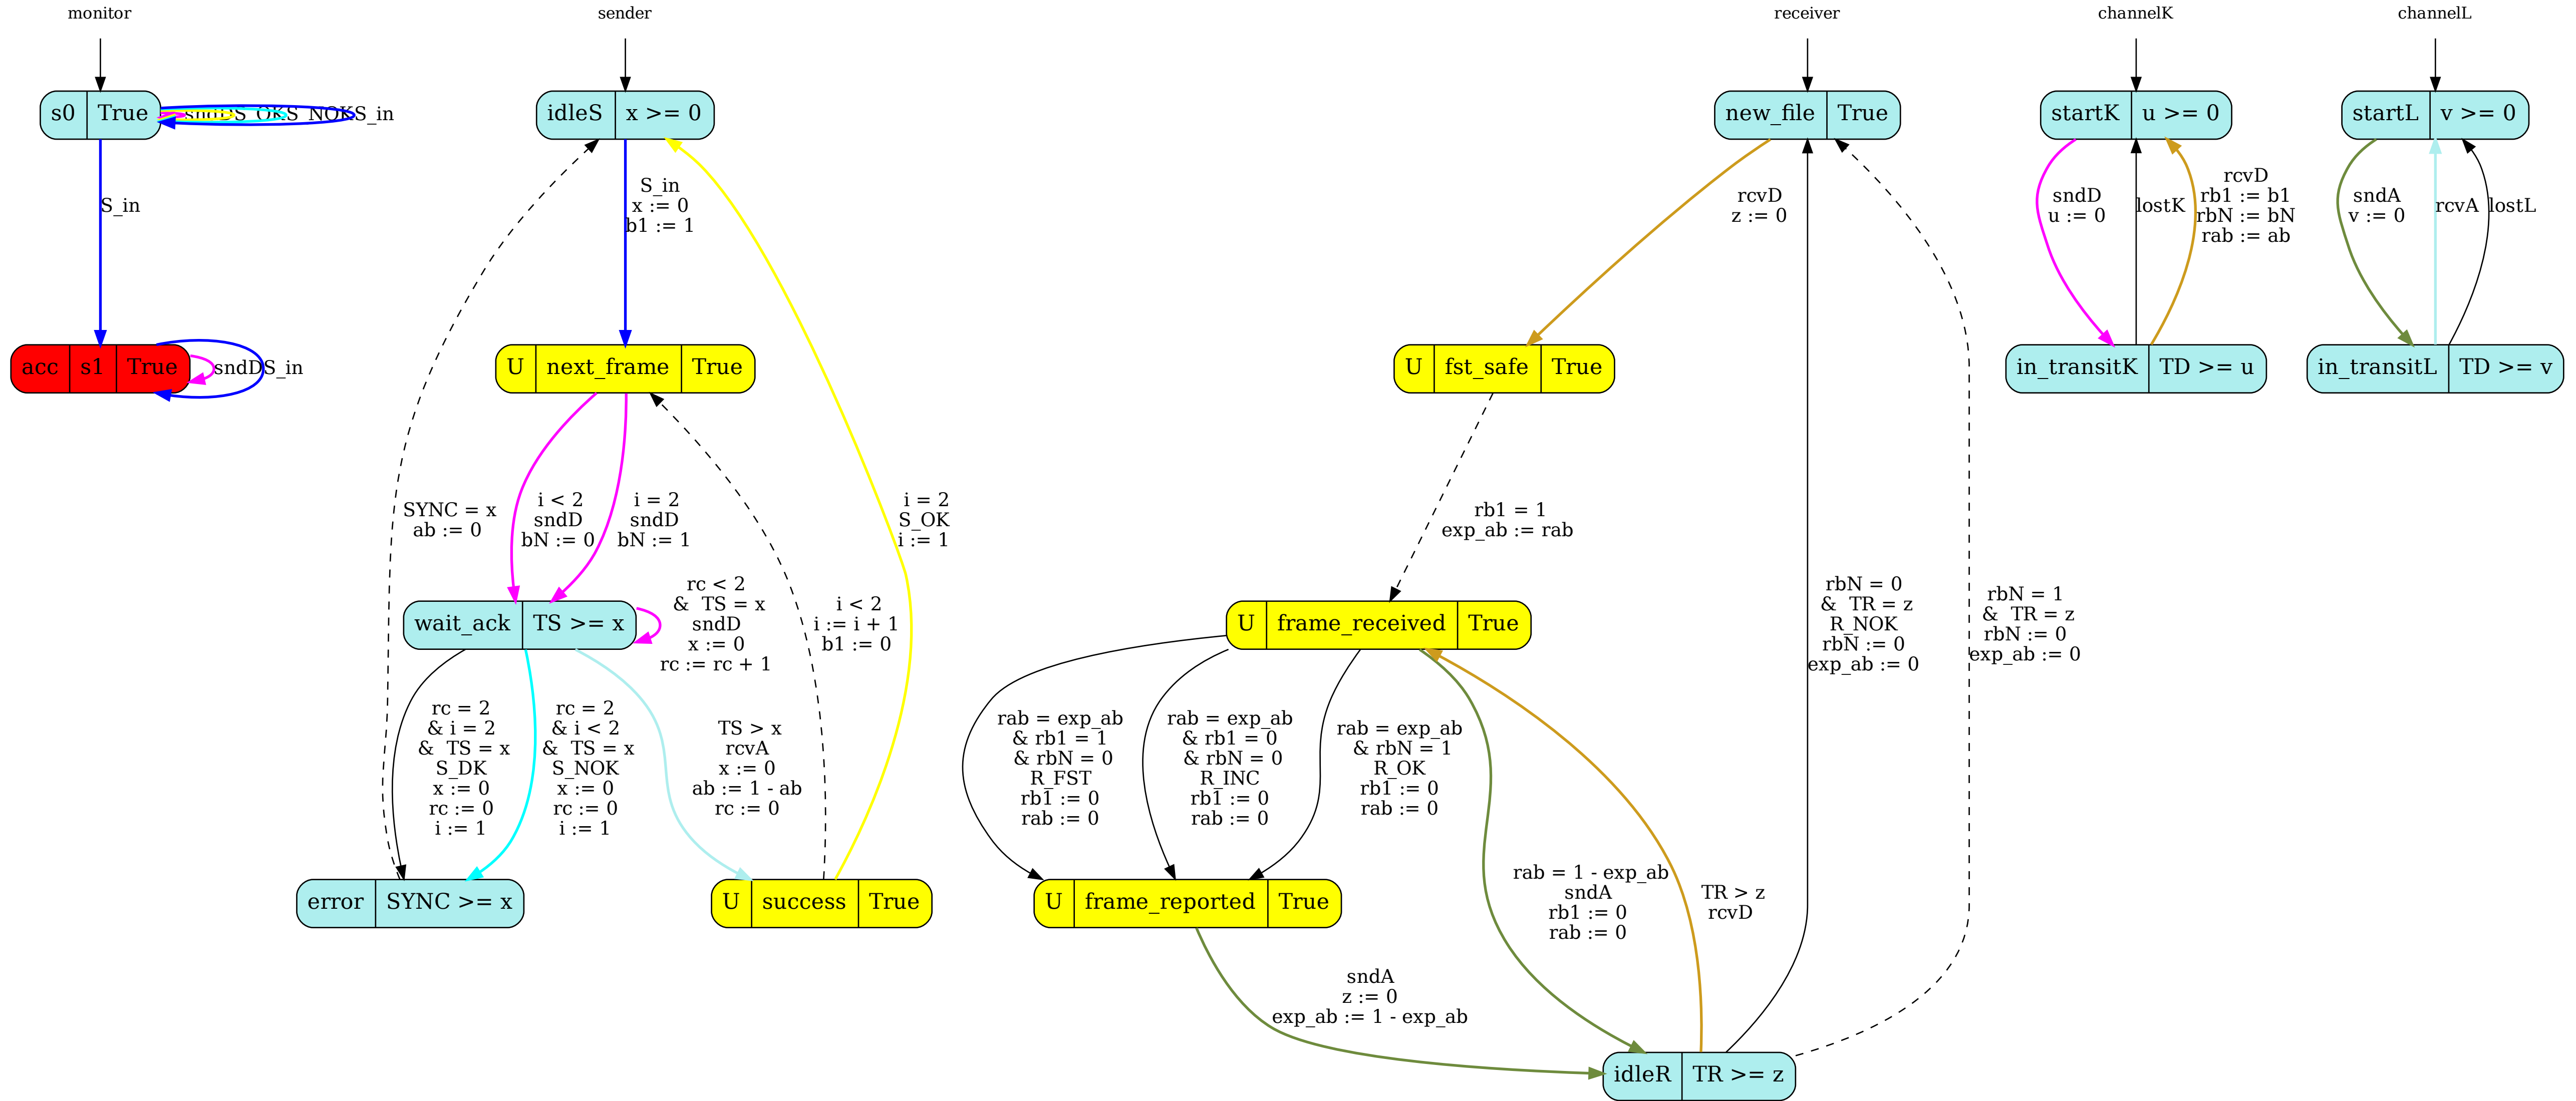 monitor
sender
receiver
channelK
channelL
s0 True
sndD S_OK S_NOK S_in
idleS x >= 0
new_file True
startK u >= 0
startL v >= 0
S_in
S_in
x := 0
b1 := 1
rcvD
z := 0
sndD
u := 0
lostK
rcvD
rb1 := b1
rbN := bN
rab := ab
sndA
v := 0
rcvA
lostL
acc s1 True
sndD S_in
U next_frame True
U fst_safe True
in_transitK TD >= u
in_transitL TD >= v
SYNC = x
ab := 0
i < 2
sndD
bN := 0
i = 2
sndD
bN := 1
i = 2
S_OK
i := 1
rb1 = 1
exp_ab := rab
wait_ack TS >= x
rc < 2
& TS = x
sndD
x := 0
rc := rc + 1
i < 2
i := i + 1
b1 := 0
U frame_received True
rbN = 0
& TR = z
R_NOK
rbN := 0
exp_ab := 0
rbN = 1
& TR = z
rbN := 0
exp_ab := 0
rc = 2
& i = 2
& TS = x
S_DK
x := 0
rc := 0
i := 1
rc = 2
& i < 2
& TS = x
S_NOK
x := 0
rc := 0
i := 1
TS > x
rcvA
x := 0
ab := 1 - ab
rc := 0
rab = exp_ab
& rb1 = 1
& rbN = 0
R_FST
rb1 := 0
rab := 0
rab = exp_ab
& rb1 = 0
& rbN = 0
R_INC
rb1 := 0
rab := 0
rab = exp_ab
& rbN = 1
R_OK
rb1 := 0
rab := 0
rab = 1 - exp_ab
sndA
rb1 := 0
rab := 0
TR > z
rcvD
error SYNC >= x
U success True
U frame_reported True
sndA
z := 0
exp_ab := 1 - exp_ab
idleR TR >= z